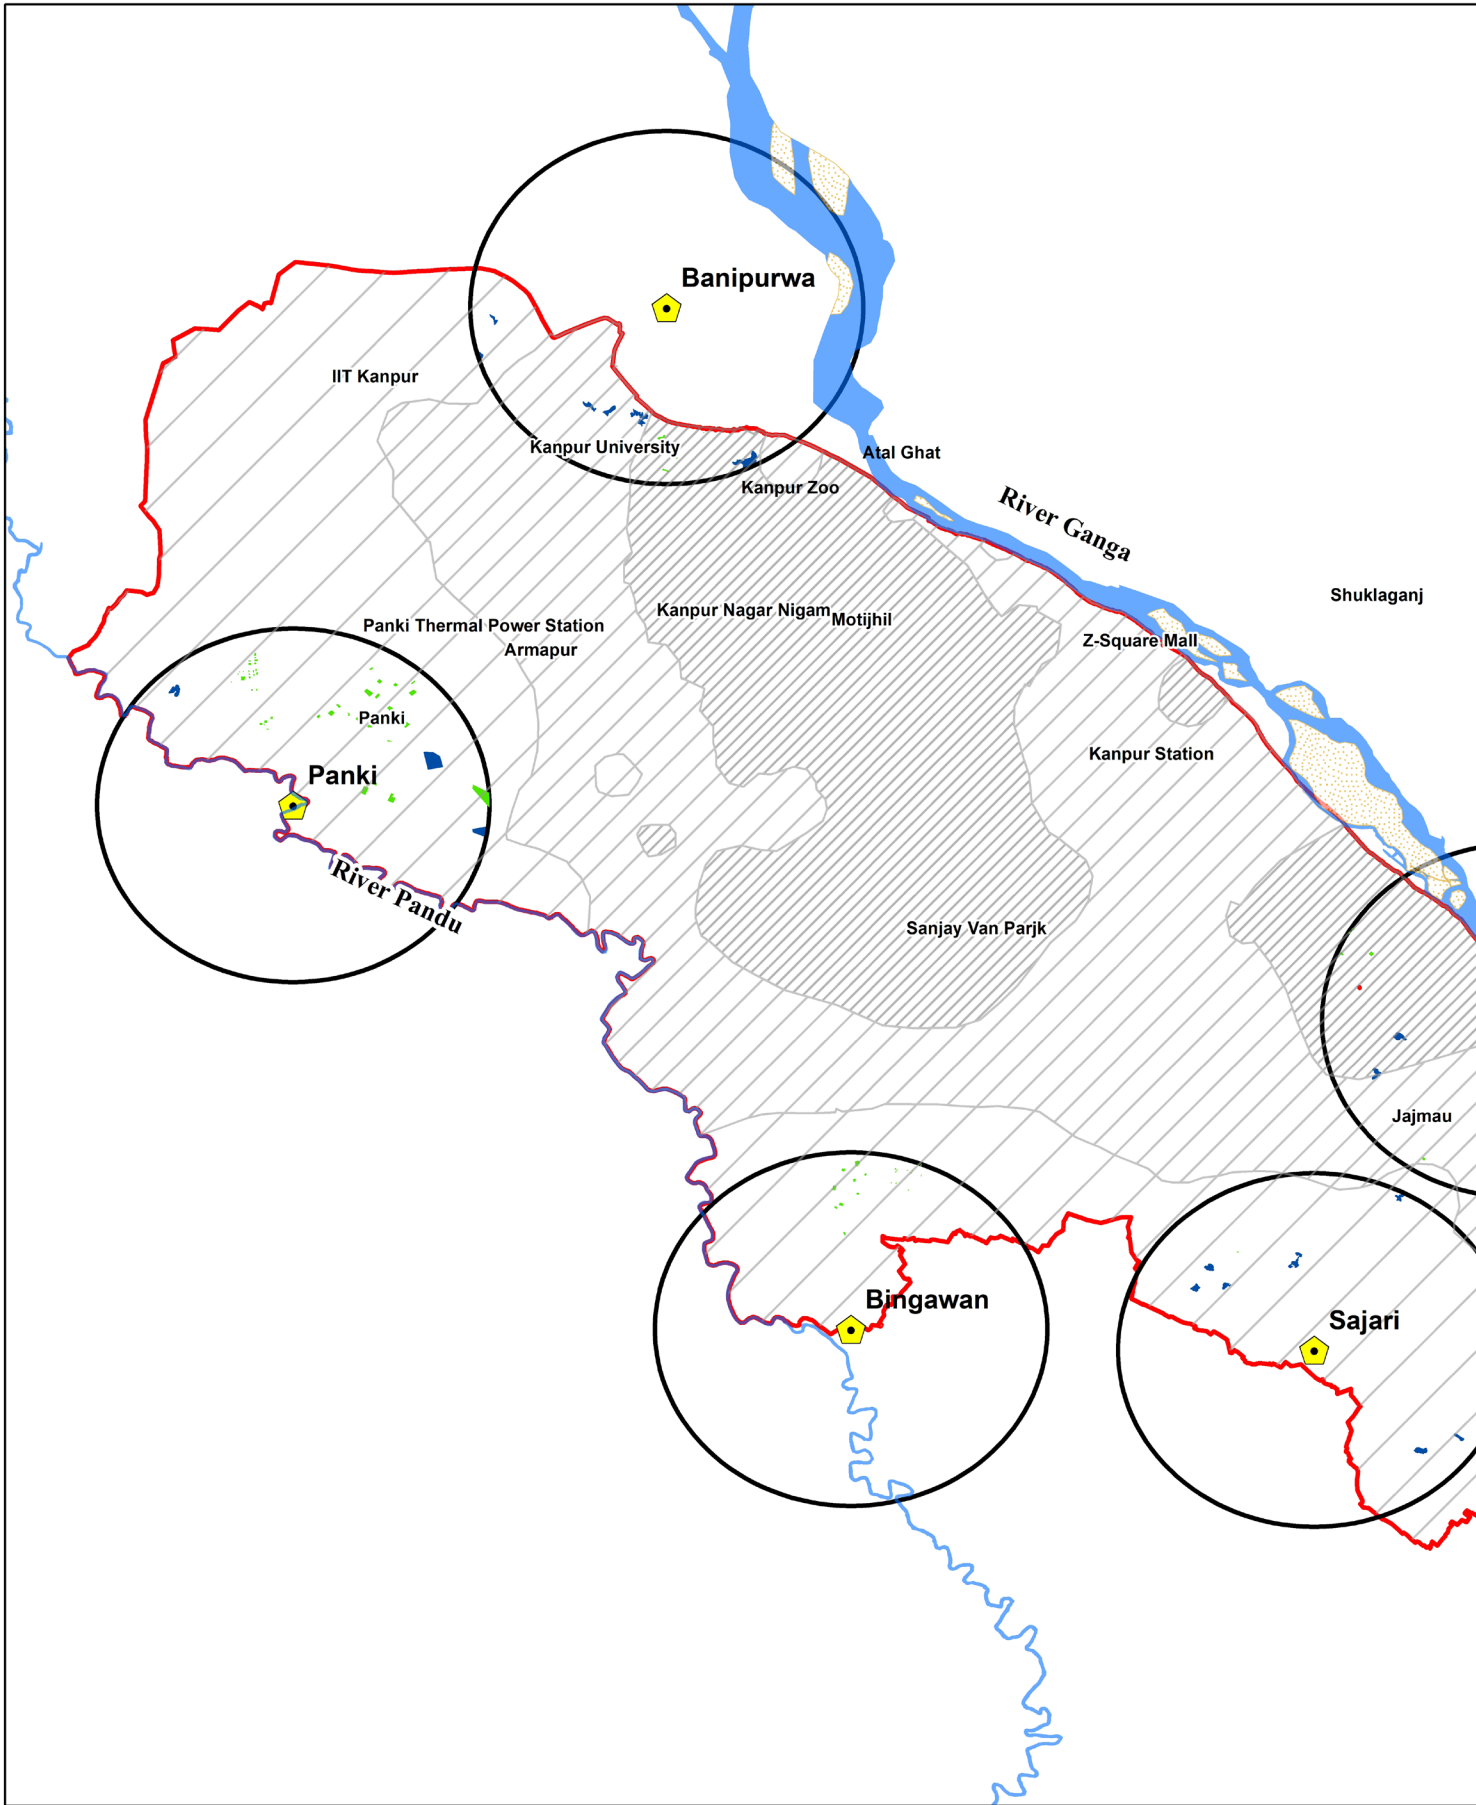 Banipurwa
IIT Kanpur
Kanpur University
Atal Ghat
Kanpur Zoo
River Ganga
Shuklaganj
Kanpur Nagar Nigam
Motijhil
Panki Thermal Power Station
Z-Square Mall
Armapur
Panki
Kanpur Station
Panki
River Pandu
Sanjay Van Parjk
Jajmau
Bingawan
Sajari